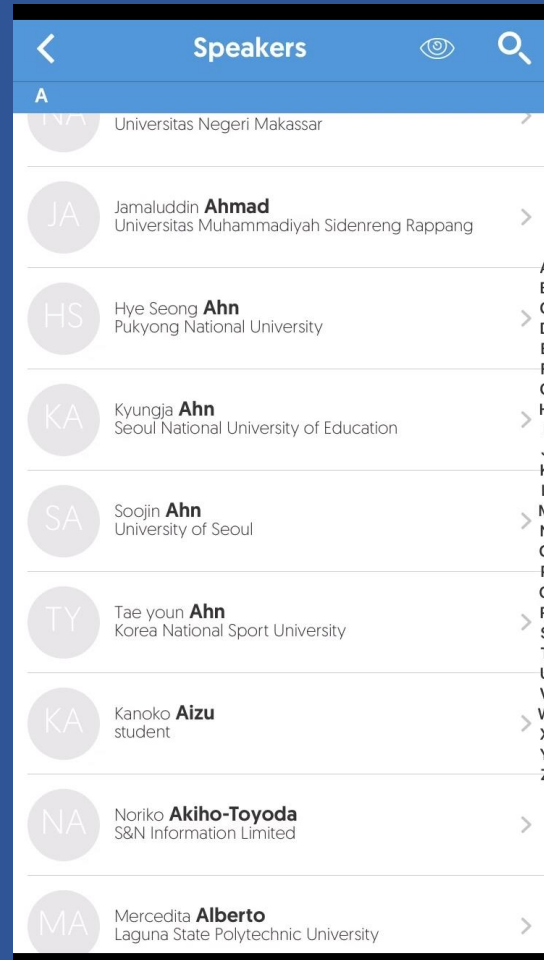 Speakers
A
NA
Universitas Negeri Makassar
JA
Jamaluddin Ahmad
Universitas Muhammadiyah Sidenreng Rappang
HS
Hye Seong Ahn
Pukyong National University
KA
Kyungja Ahn
Seoul National University of Education
SA
Soojin Ahn
University of Seoul
TY
Tae youn Ahn
Korea National Sport University
KA
Kanoko Aizu
student
NA
Noriko Akiho-Toyoda
S&N Information Limited
MA
Mercedita Alberto
Laguna State Polytechnic University